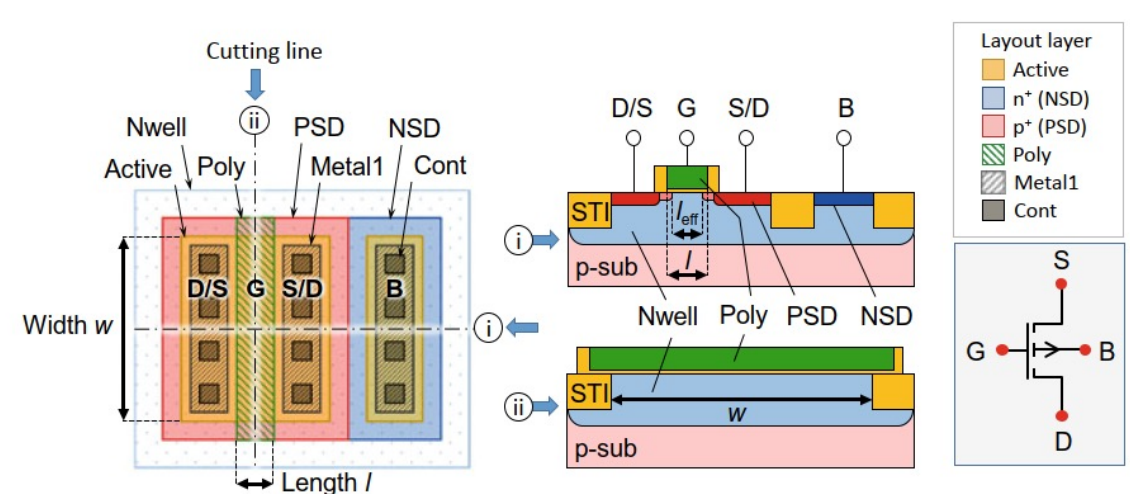 Cutting line
ii
Nwell
PSD
NSD
Active
Poly
Metal1
Cont
D/S
G
S/D
B
Width w
i
Length l
D/S
G
S/D
B
STI
leff
l
i
p-sub
Nwell
Poly
PSD
NSD
STI
ii
w
p-sub
Layout layer
Active
n⁺ (NSD)
p⁺ (PSD)
Poly
Metal1
Cont
S
G
B
D